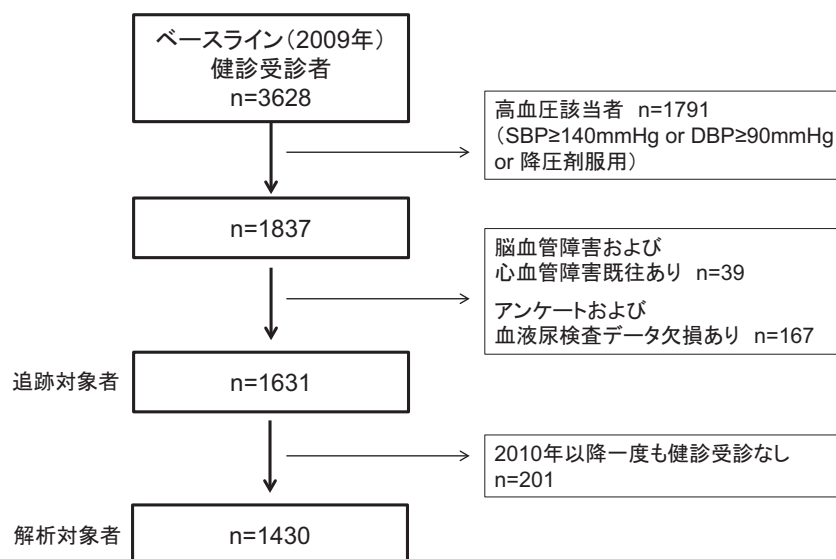 ベースライン(2009年)
健診受診者
n=3628
高血圧該当者 n=1791
(SBP≥140mmHg or DBP≥90mmHg
or 降圧剤服用)
n=1837
脳血管障害および
心血管障害既往あり n=39
アンケートおよび
血液尿検査データ欠損あり n=167
追跡対象者
n=1631
2010年以降一度も健診受診なし
n=201
解析対象者
n=1430